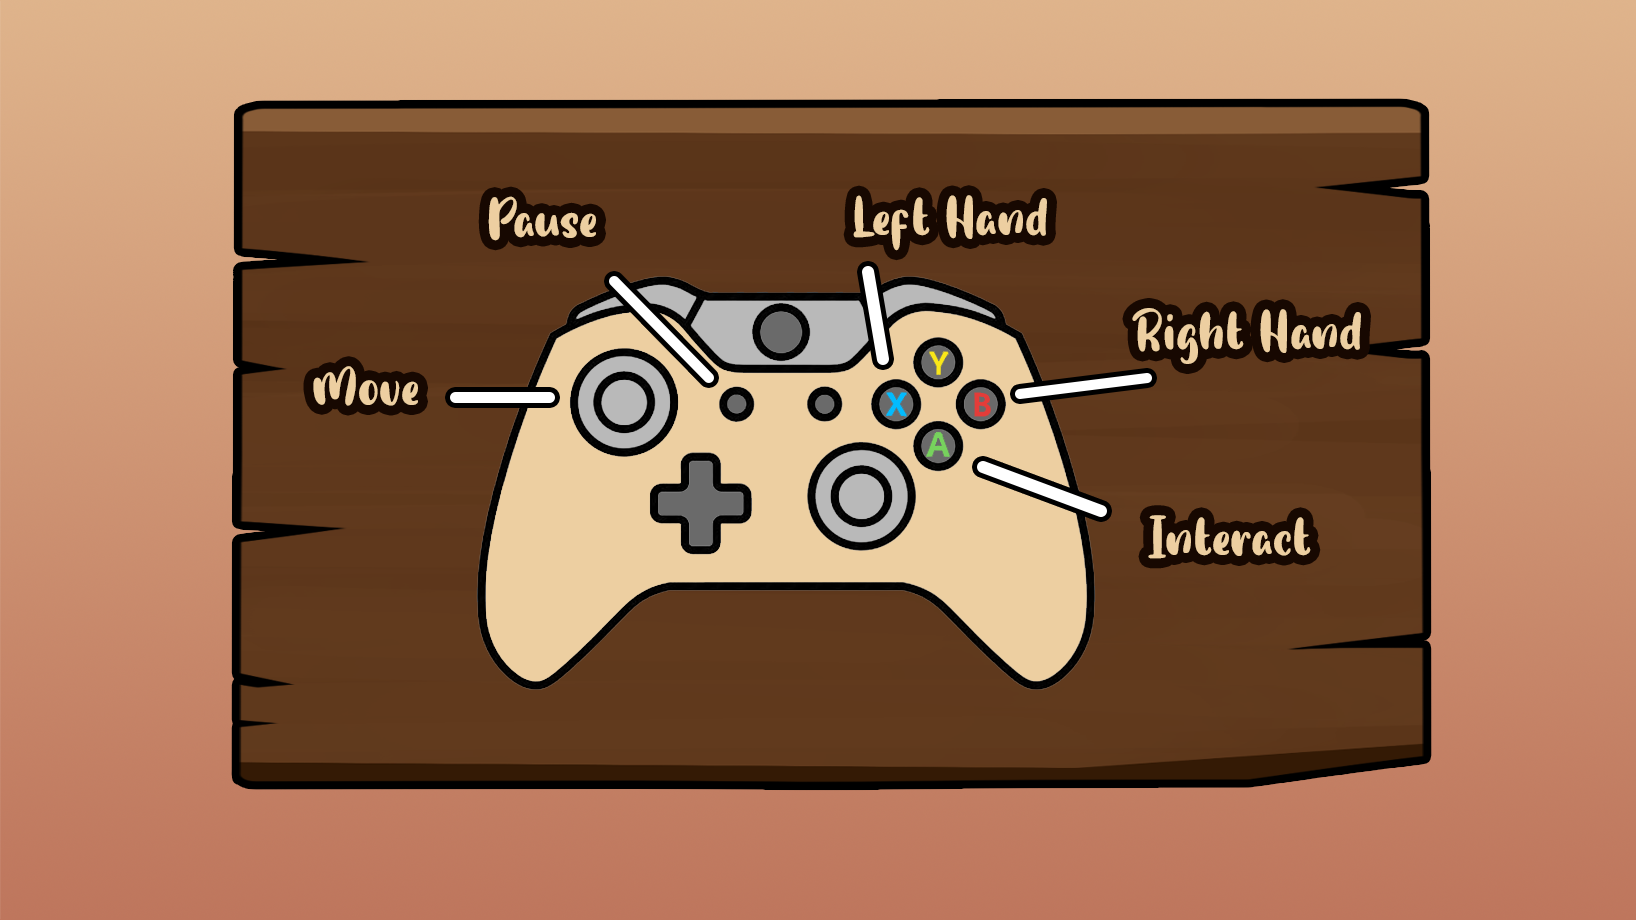 Pause
Left Hand
Right Hand
Move
Y
X
B
A
Interact